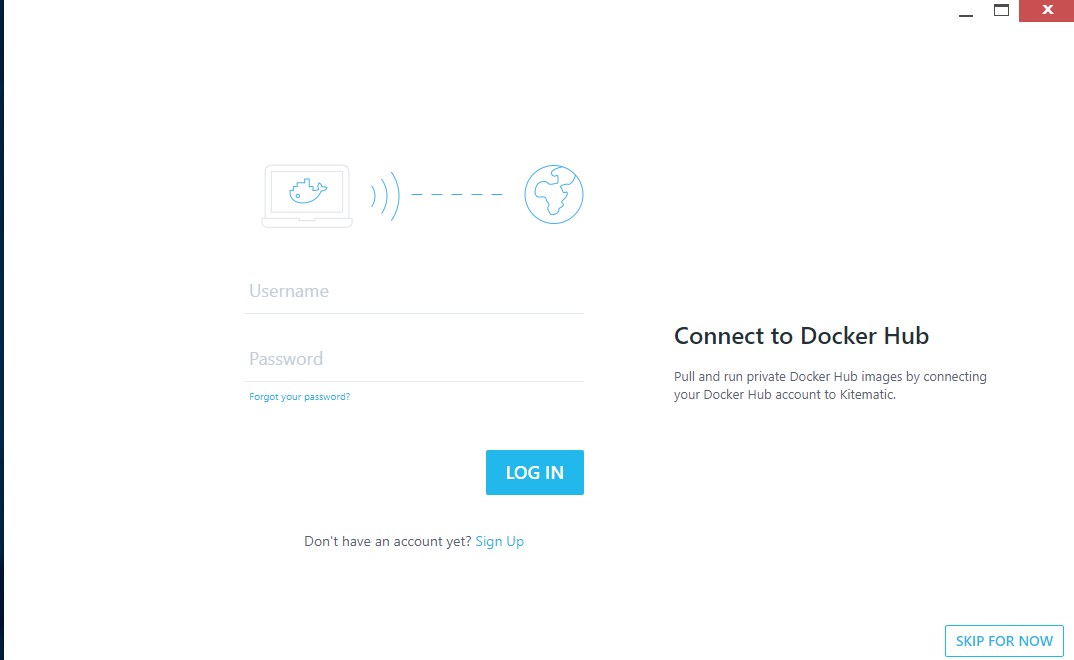 Username
Password
Forgot your password?
LOG IN
Don't have an account yet? Sign Up
Connect to Docker Hub
Pull and run private Docker Hub images by connecting
your Docker Hub account to Kitematic.
SKIP FOR NOW